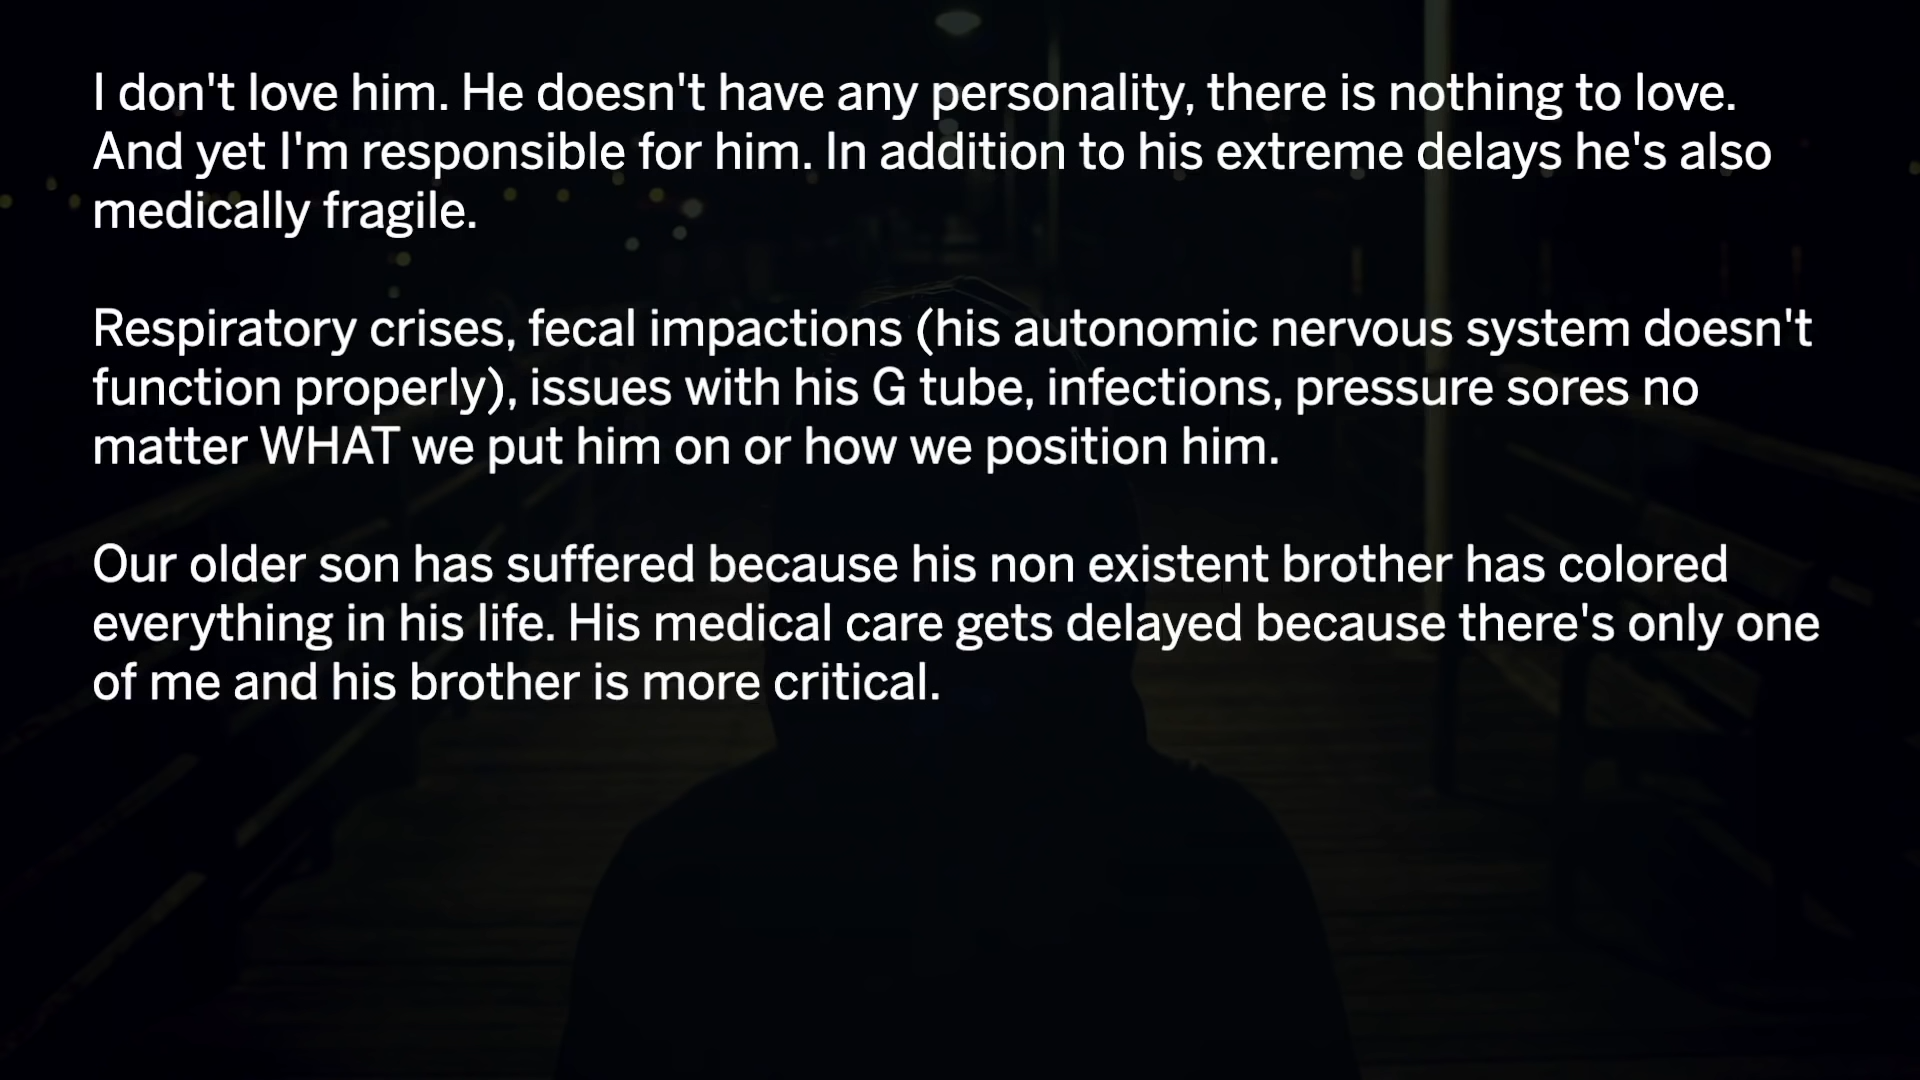 I don't love him. He doesn't have any personality, there is nothing to love.
And yet I'm responsible for him. In addition to his extreme delays he's also
medically fragile.
Respiratory crises, fecal impactions (his autonomic nervous system doesn't
function properly), issues with his G tube, infections, pressure sores no
matter WHAT we put him on or how we position him.
Our older son has suffered because his non existent brother has colored
everything in his life. His medical care gets delayed because there's only one
of me and his brother is more critical.